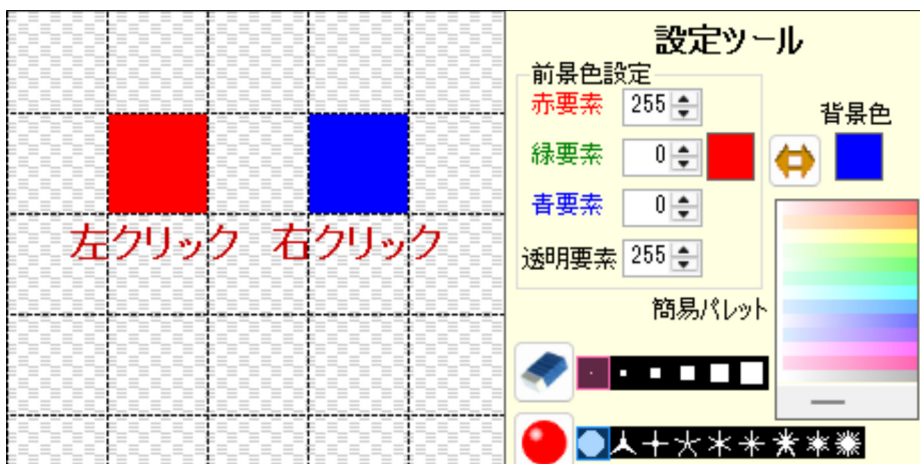 設定ツール
前景色設定
赤要素 255
背景色
緑要素 0
青要素 0
左クリック 右クリック
透明要素 255
簡易パレット